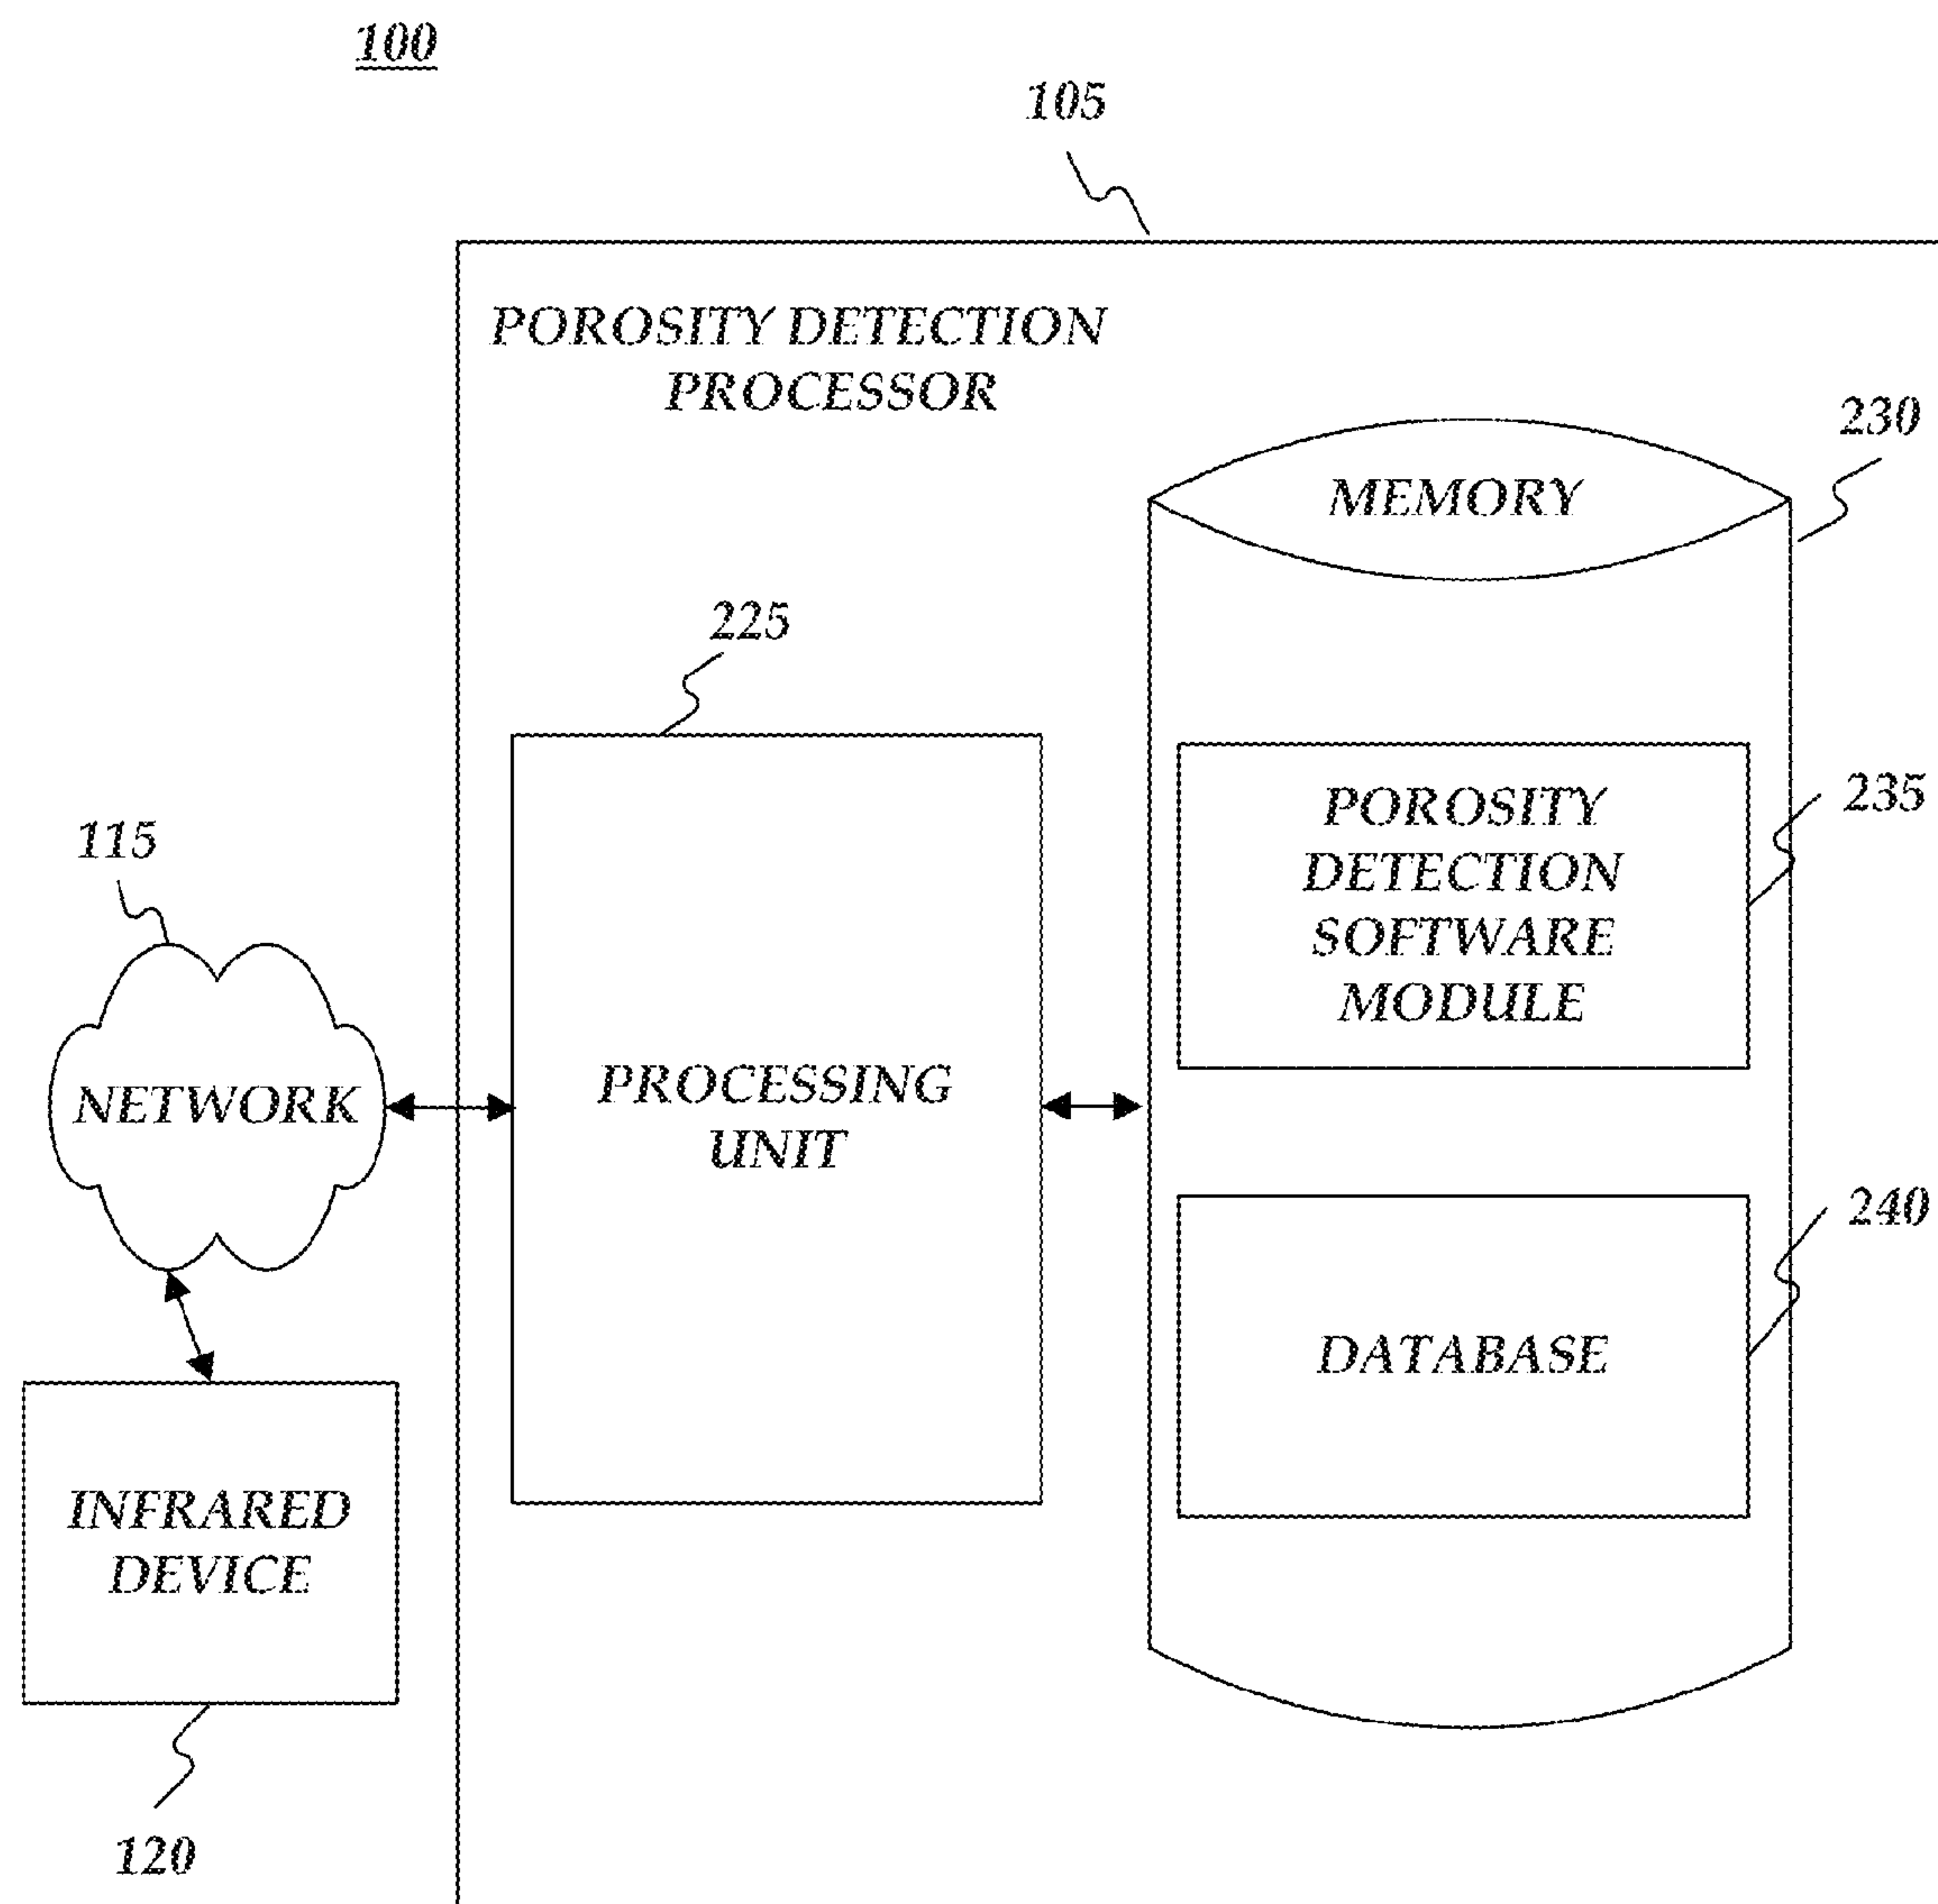 100
105
POROSITY DETECTION
PROCESSOR
230
MEMORY
225
235
POROSITY
DETECTION
SOFTWARE
MODULE
115
NETWORK
PROCESSING
UNIT
240
DATABASE
INFRARED
DEVICE
120